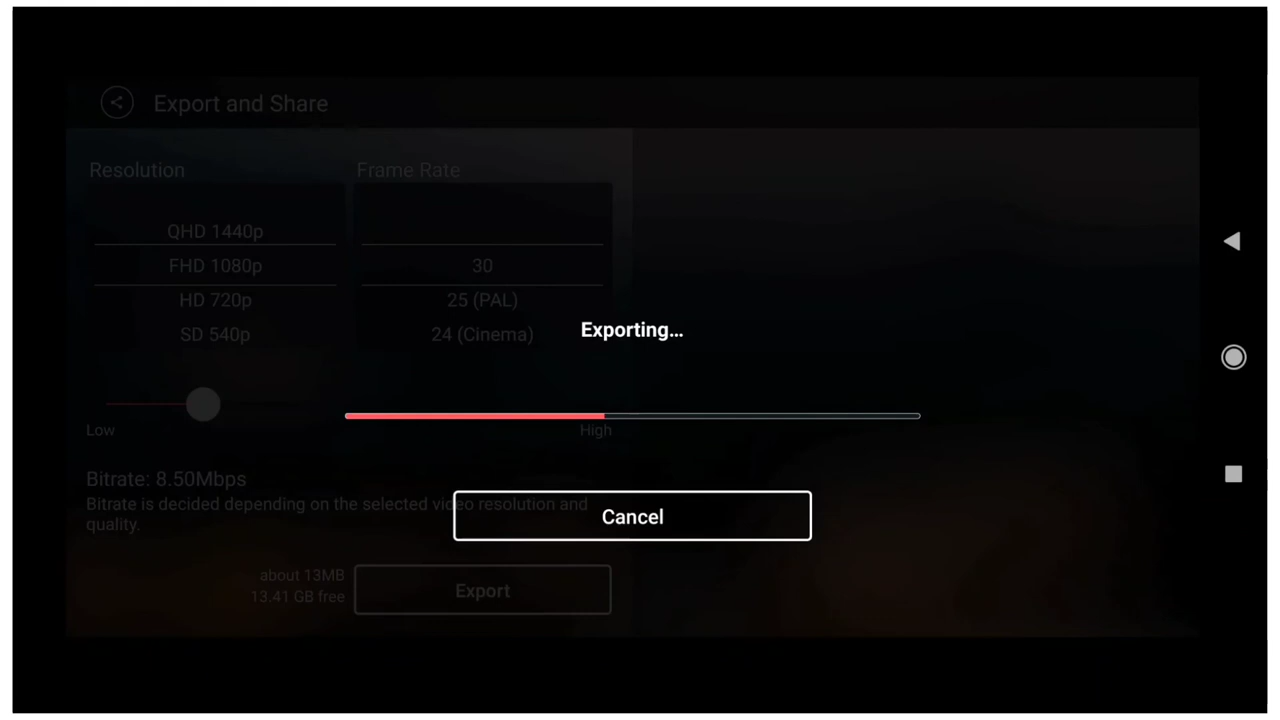 Export and Share
Resolution
Frame Rate
QHD 1440p
FHD 1080p
30
HD 720p
25 (PAL)
SD 540p
24 (Cinema)
Exporting...
Low
High
Bitrate: 8.50Mbps
Bitrate is decided depending on the selected video resolution and
quality.
Cancel
about 13MB
13.41 GB free
Export